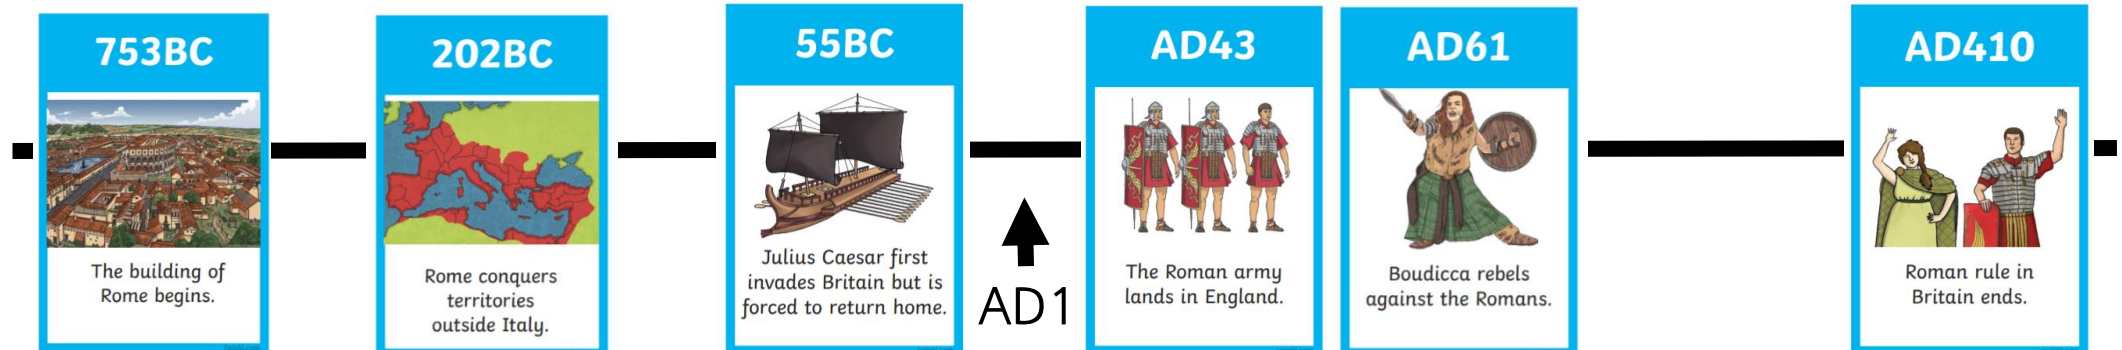 753BC
The building of
Rome begins.
202BC
Rome conquers
territories
outside Italy.
55BC
Julius Caesar first
invades Britain but is
forced to return home.
AD1
AD43
The Roman army
lands in England.
AD61
Boudicca rebels
against the Romans.
AD410
Roman rule in
Britain ends.